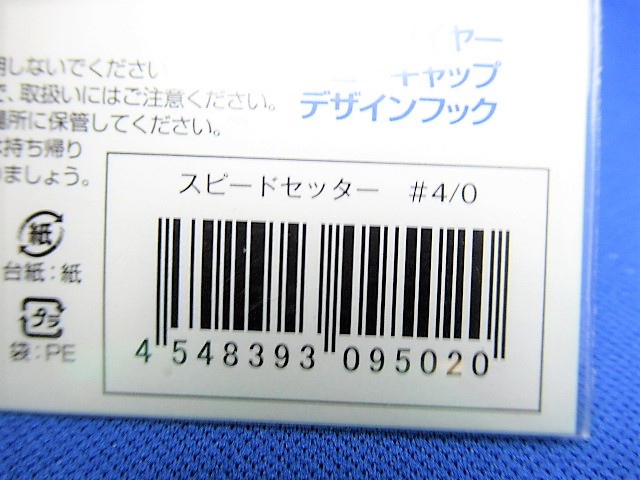 用しないでください
で、取扱いにはご注意ください。
場所に保管してください。
持ち帰り
りましょう。
紙
台紙:紙
プラ
袋:PE
ヤー
キャップ
デザインフック
スピードセッター #4/0
4 548393 095020